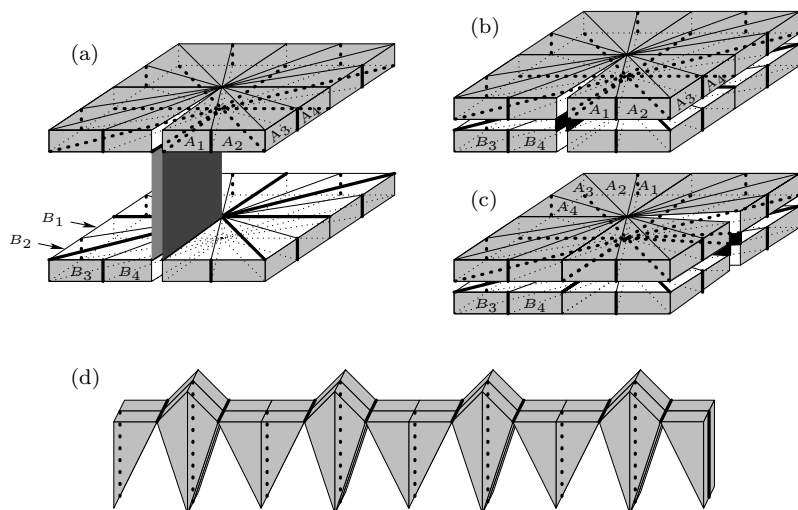 (a)
A₁ A₂ A₃ A₄
B₁
B₂
B₃ B₄
(b)
A₁ A₂ A₃ A₄
B₃ B₄
(c)
A₃ A₂ A₁
A₄
B₃ B₄
(d)